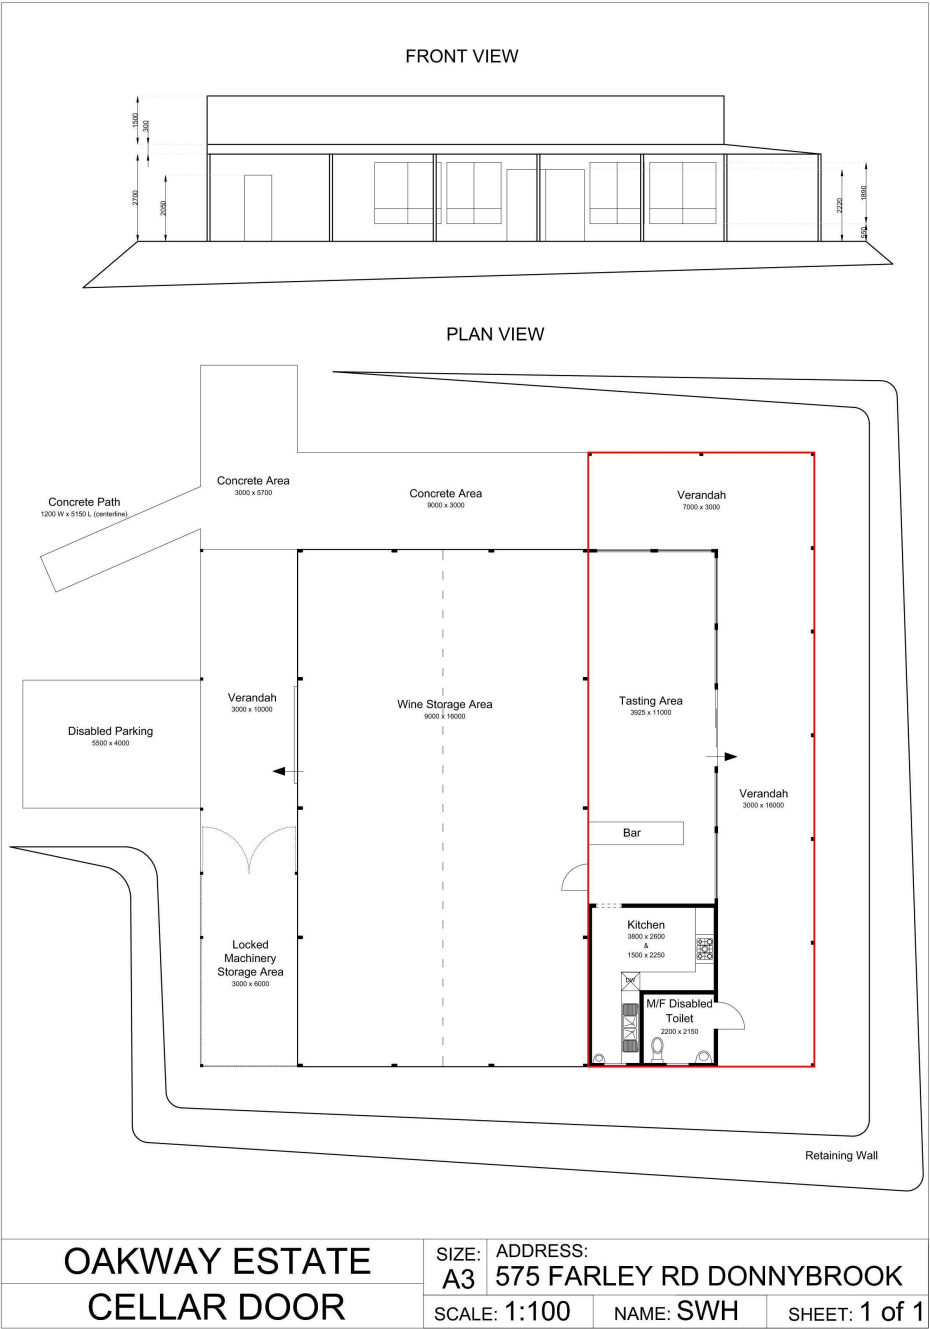 FRONT VIEW
1500
300
2700
2050
2220
1890
550
PLAN VIEW
Concrete Area
3000 x 5700
Concrete Path
1200 W x 5150 L (centerline)
Concrete Area
9000 x 3000
Verandah
7000 x 3000
Verandah
3000 x 10000
Wine Storage Area
9000 x 16000
Tasting Area
3925 x 11000
Disabled Parking
5500 x 4000
Verandah
3000 x 16000
Bar
Locked
Machinery
Storage Area
3000 x 6000
Kitchen
3800 x 2600
&
1500 x 2250
DW
M/F Disabled
Toilet
2200 x 2150
Retaining Wall
OAKWAY ESTATE
CELLAR DOOR
SIZE:
A3
ADDRESS:
575 FARLEY RD DONNYBROOK
SCALE: 1:100
NAME: SWH
SHEET: 1 of 1